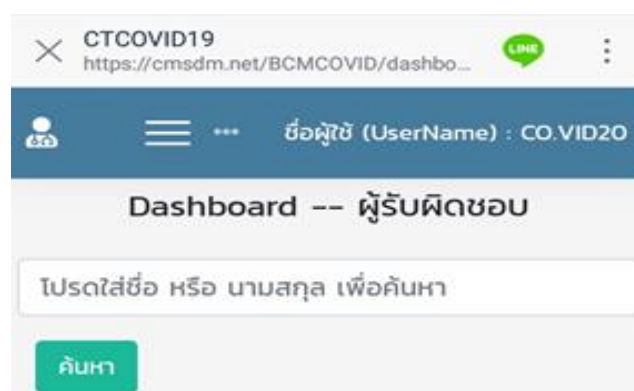 CTCOVID19
https://cmsdm.net/BCMCOVID/dashbo...
LINE
ชื่อผู้ใช้ (UserName) : CO.VID20
Dashboard -- ผู้รับผิดชอบ
โปรดใส่ชื่อ หรือ นามสกุล เพื่อค้นหา
ค้นหา